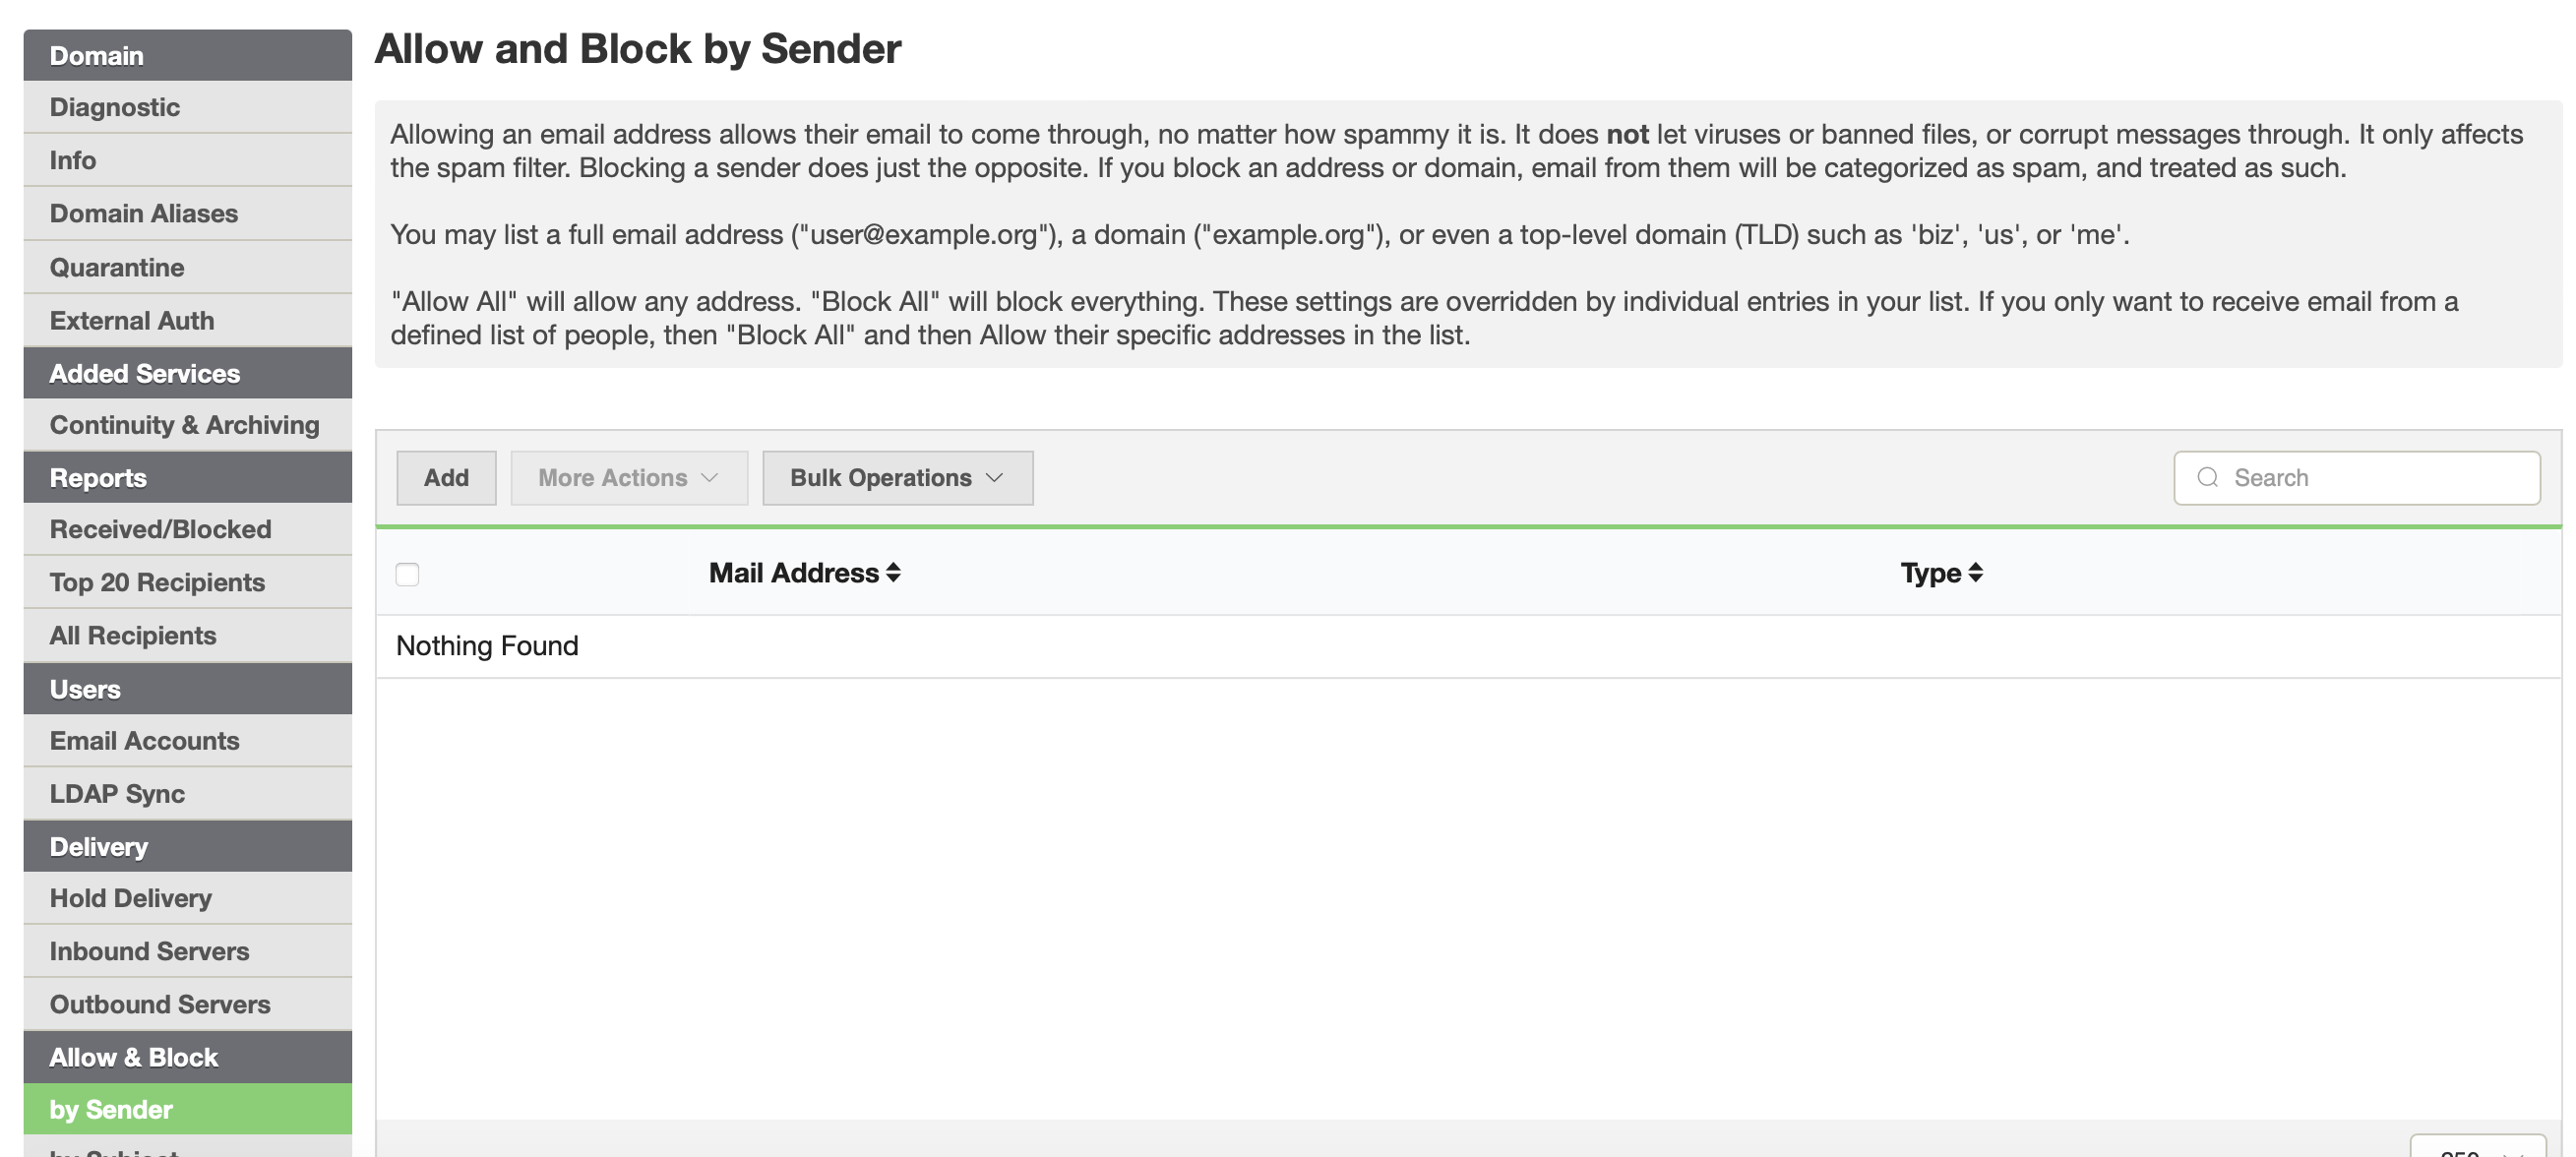 Domain
Diagnostic
Info
Domain Aliases
Quarantine
External Auth
Added Services
Continuity & Archiving
Reports
Received/Blocked
Top 20 Recipients
All Recipients
Users
Email Accounts
LDAP Sync
Delivery
Hold Delivery
Inbound Servers
Outbound Servers
Allow & Block
by Sender
by Subject
Allow and Block by Sender
Allowing an email address allows their email to come through, no matter how spammy it is. It does not let viruses or banned files, or corrupt messages through. It only affects
the spam filter. Blocking a sender does just the opposite. If you block an address or domain, email from them will be categorized as spam, and treated as such.
You may list a full email address ("user@example.org"), a domain ("example.org"), or even a top-level domain (TLD) such as 'biz', 'us', or 'me'.
"Allow All" will allow any address. "Block All" will block everything. These settings are overridden by individual entries in your list. If you only want to receive email from a
defined list of people, then "Block All" and then Allow their specific addresses in the list.
Add More Actions Bulk Operations Search
Mail Address Type
Nothing Found
250